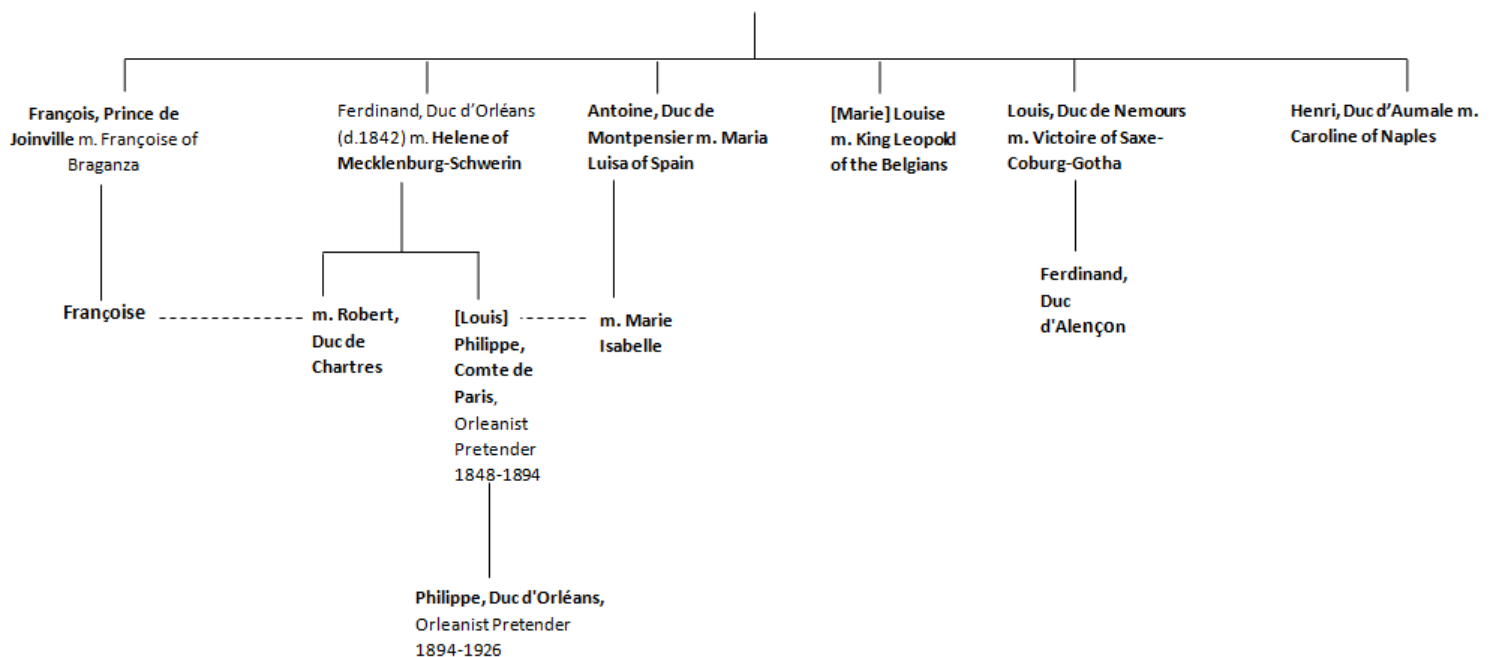 François, Prince de
Joinville m. Françoise of
Braganza
Ferdinand, Duc d’Orléans
(d.1842) m. Helene of
Mecklenburg-Schwerin
Antoine, Duc de
Montpensier m. Maria
Luisa of Spain
[Marie] Louise
m. King Leopold
of the Belgians
Louis, Duc de Nemours
m. Victoire of Saxe-
Coburg-Gotha
Henri, Duc d’Aumale m.
Caroline of Naples
Françoise
m. Robert,
Duc de
Chartres
[Louis]
Philippe,
Comte de
Paris,
Orleanist
Pretender
1848-1894
m. Marie
Isabelle
Ferdinand,
Duc
d'Alençon
Philippe, Duc d'Orléans,
Orleanist Pretender
1894-1926